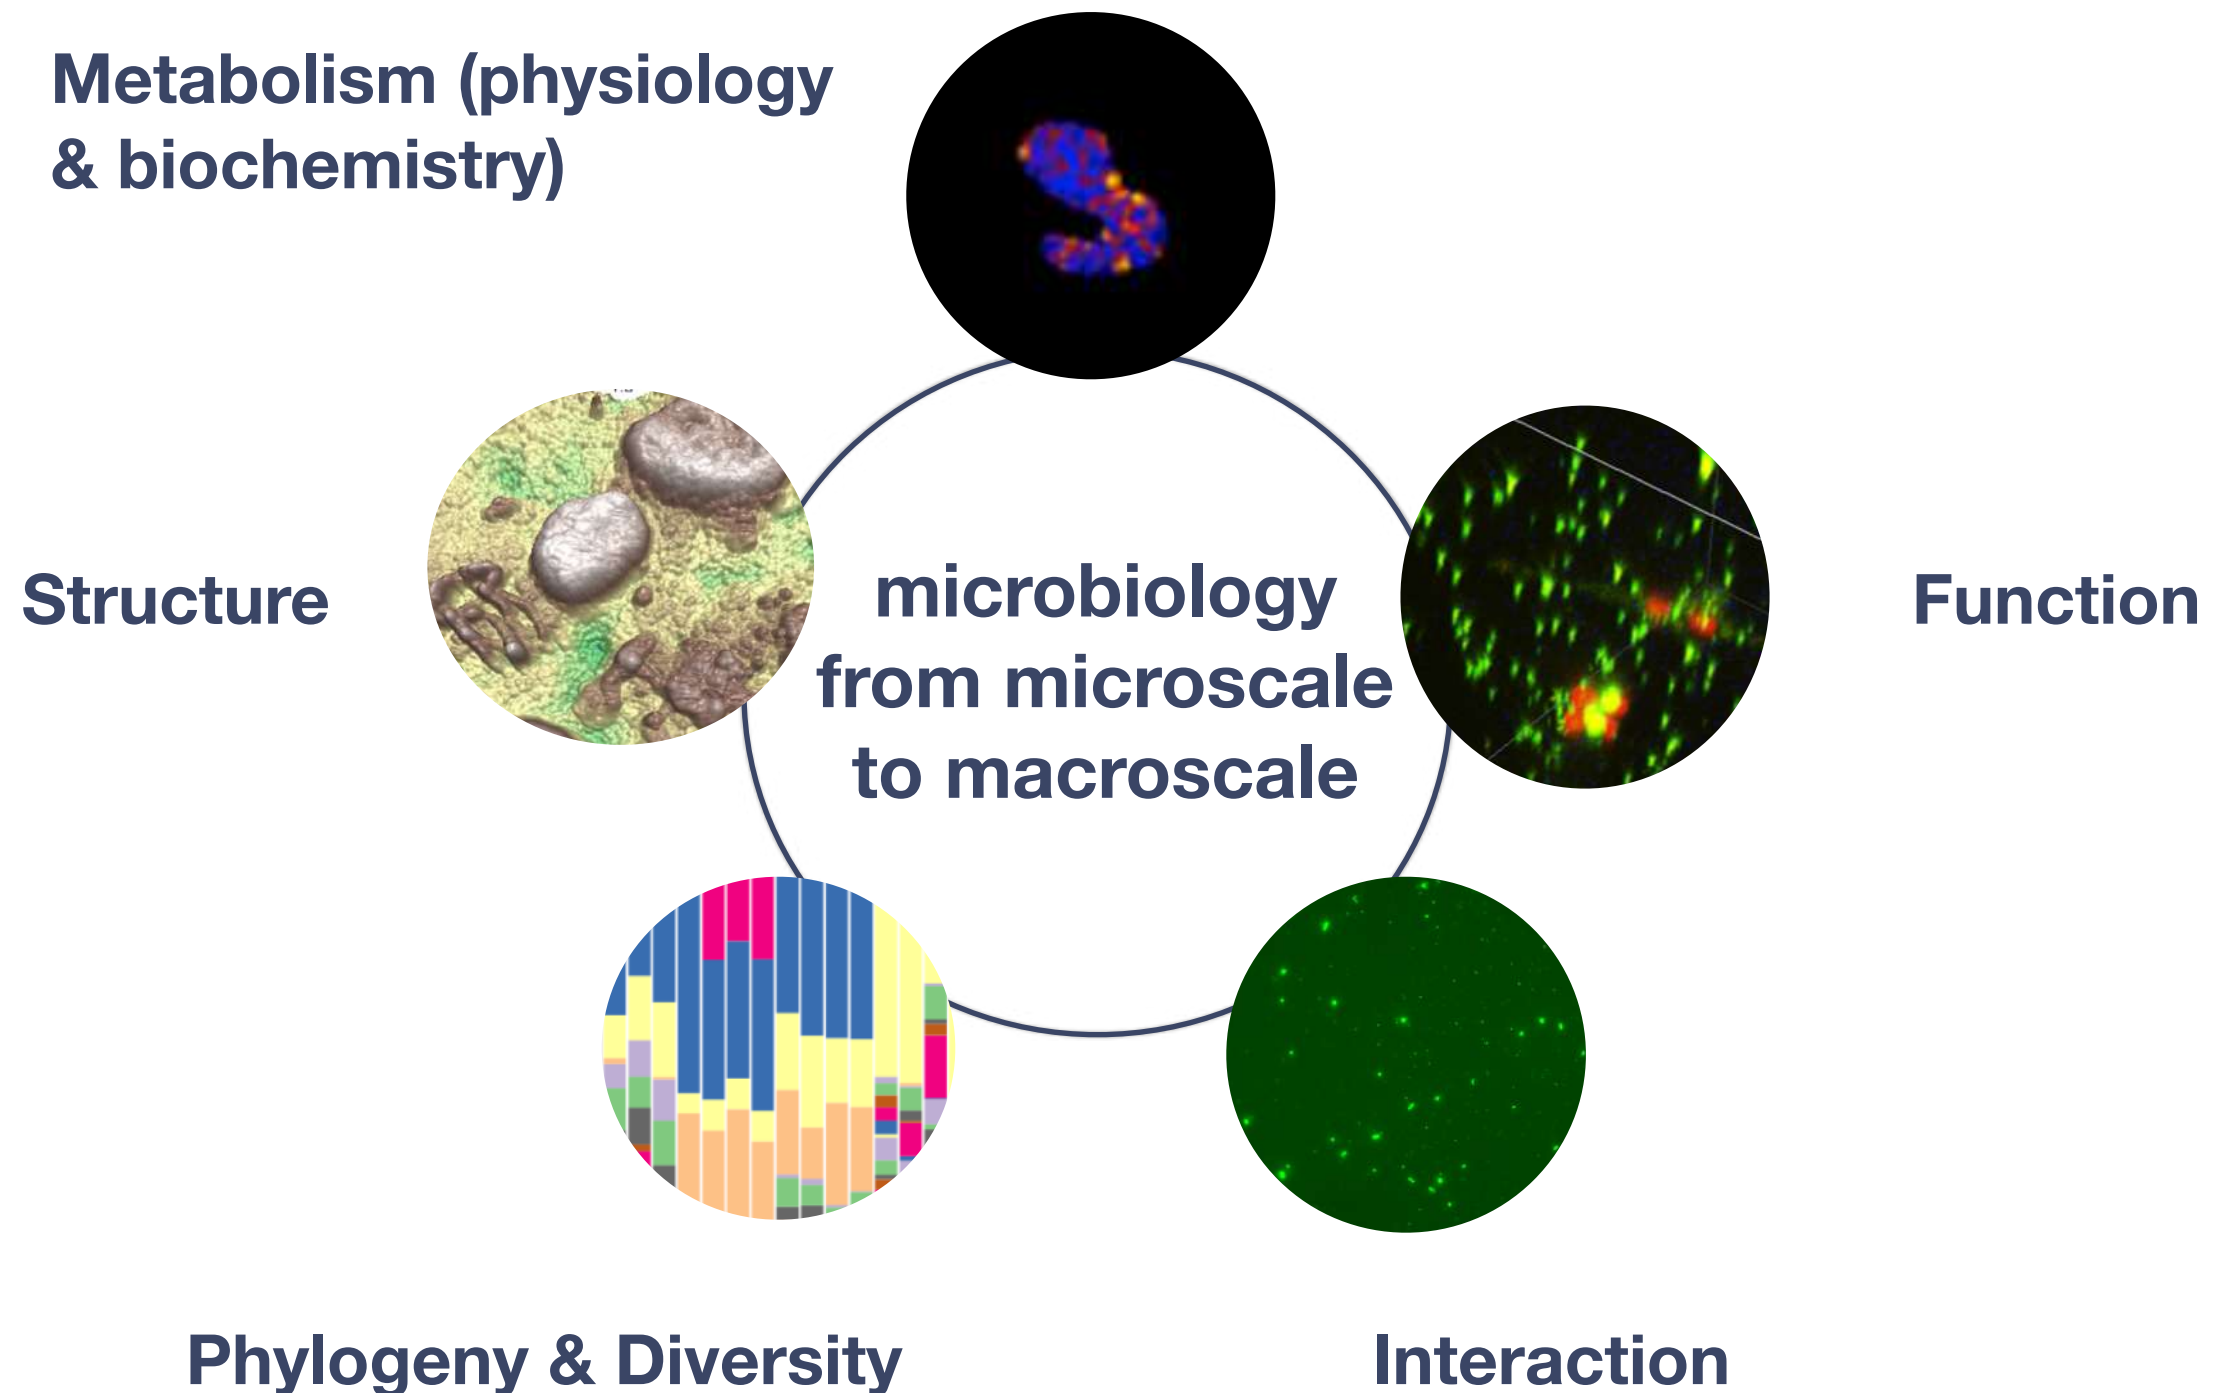 Metabolism (physiology
& biochemistry)
Structure
microbiology
from microscale
to macroscale
Function
Phylogeny & Diversity
Interaction